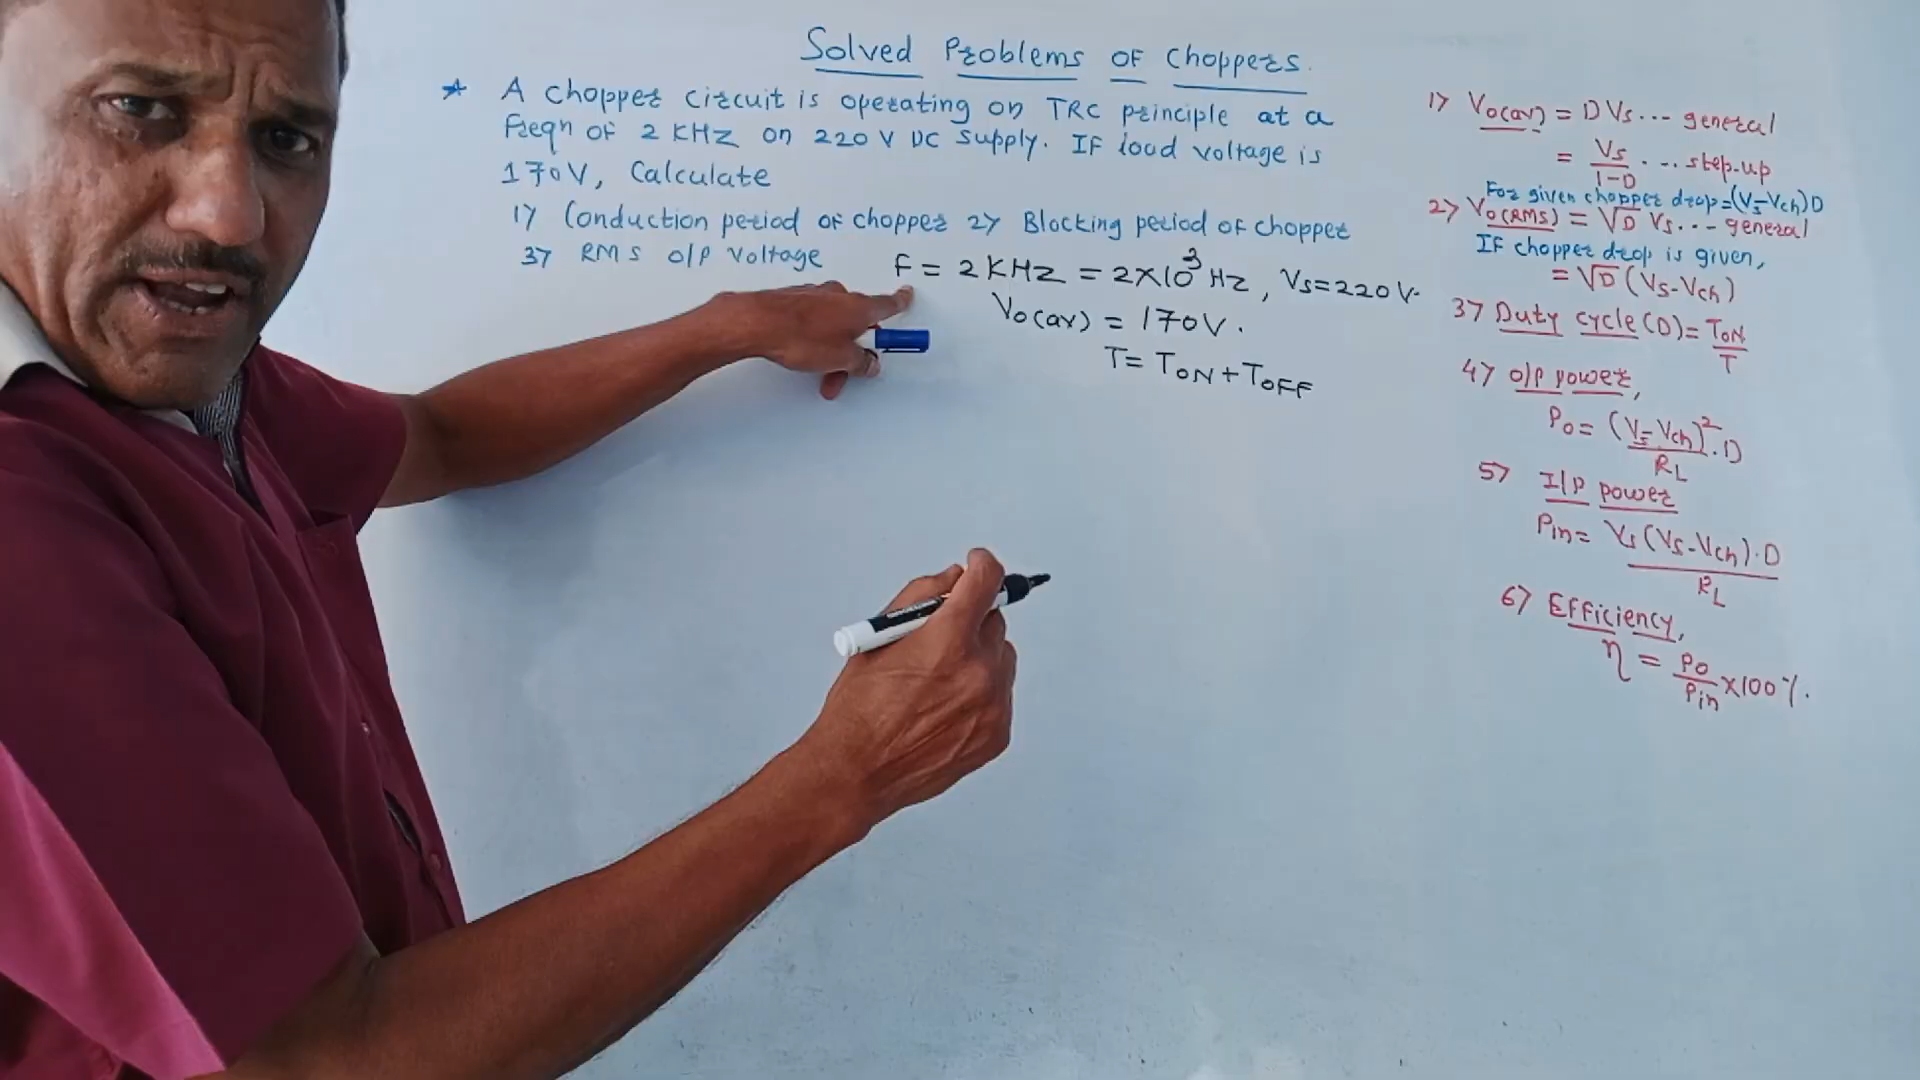 Solved Problems OF Choppers.
* A chopper circuit is operating on TRC principle at a
Freqn of 2 KHZ on 220 V DC supply. IF load voltage is
170V, Calculate
1> Conduction period of chopper 2> Blocking period of chopper
3> RMS o/p voltage
F = 2 KHZ = 2×10³ HZ, Vs=220V.
Vo(av) = 170V.
T= TON+TOFF
1> Vo(av) = D Vs... general
= Vs/1-D ... step-up
For given chopper drop=(Vs-Vch)D
2> Vo(RMS) = √D Vs... general
IF chopper drop is given,
= √D (Vs-Vch)
3> Duty cycle(D)= TON/T
4> o/p power,
Po= (Vs-Vch)²/RL .D
5> I/p power
Pin= Vs(Vs-Vch).D/RL
6> Efficiency,
η = Po/Pin ×100%.